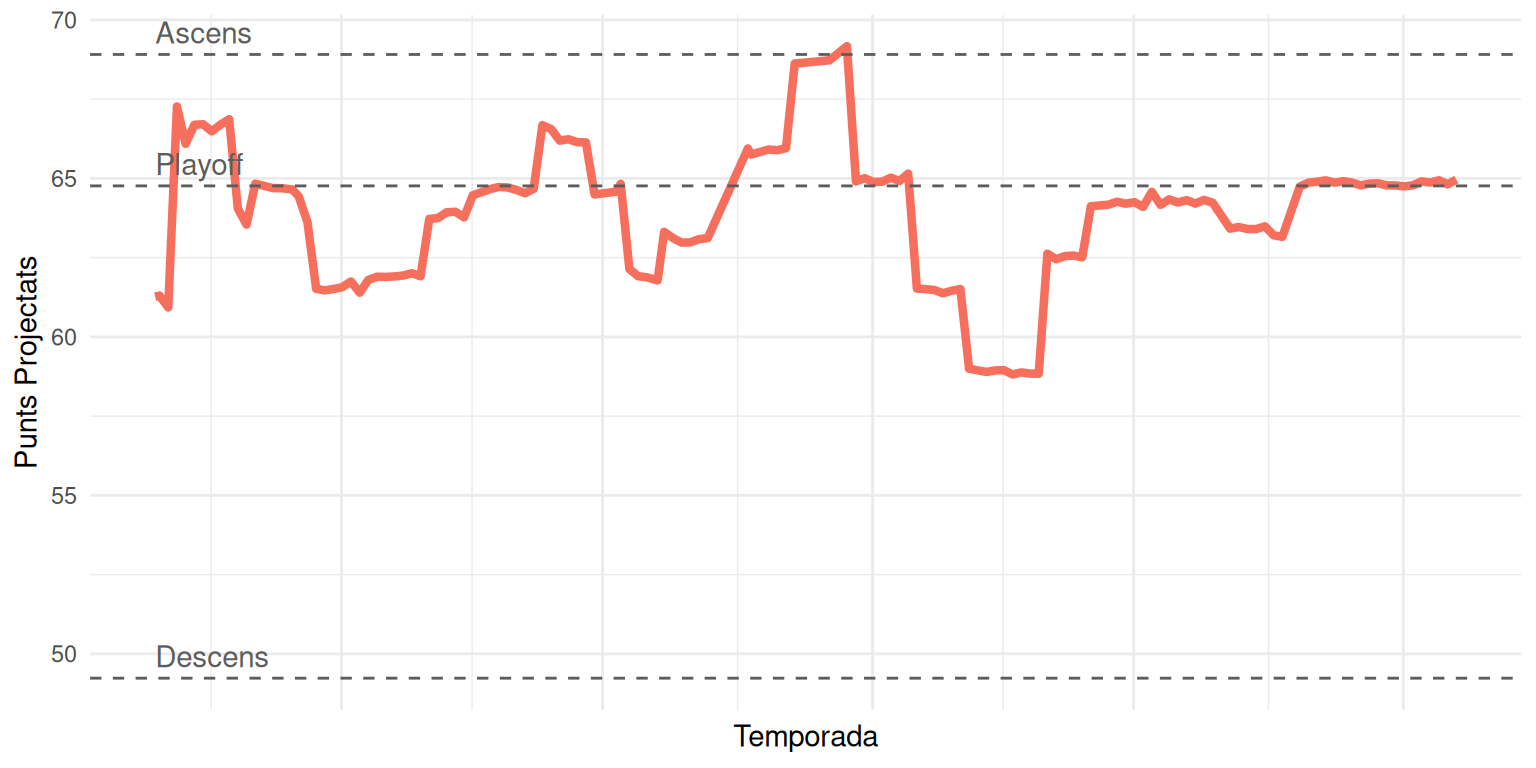 70
Ascens
Playoff
65
60
55
50
Descens
Punts Projectats
Temporada